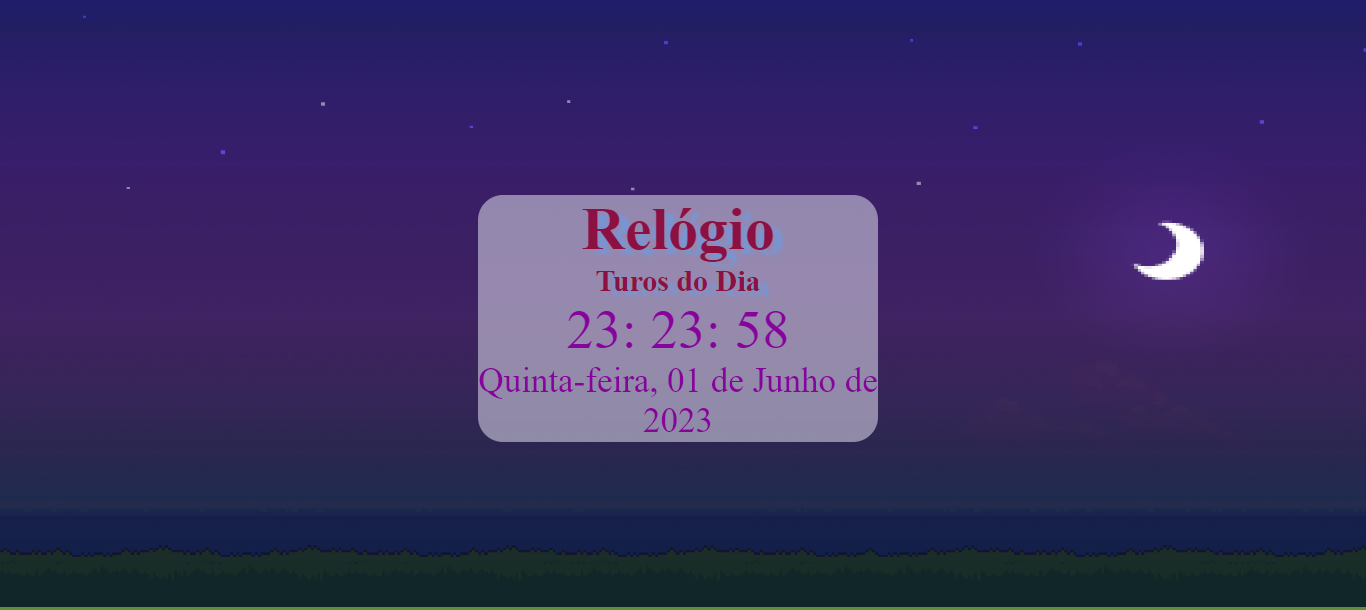 Relógio
Turos do Dia
23: 23: 58
Quinta-feira, 01 de Junho de
2023